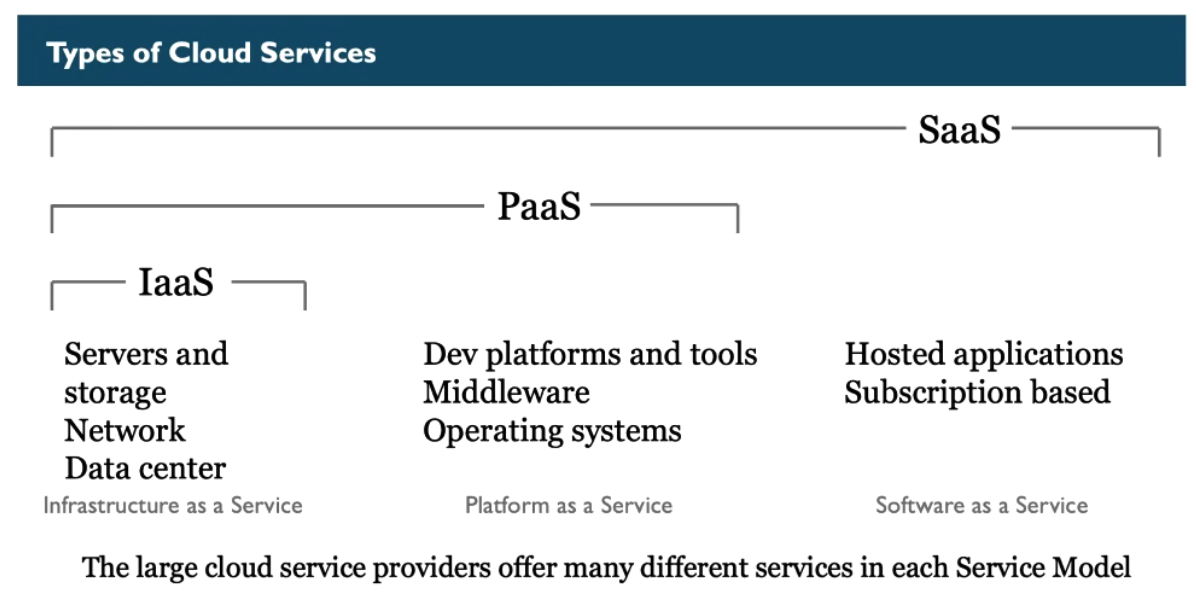 Types of Cloud Services
SaaS
PaaS
IaaS
Servers and
storage
Network
Data center
Infrastructure as a Service
Dev platforms and tools
Middleware
Operating systems
Platform as a Service
Hosted applications
Subscription based
Software as a Service
The large cloud service providers offer many different services in each Service Model